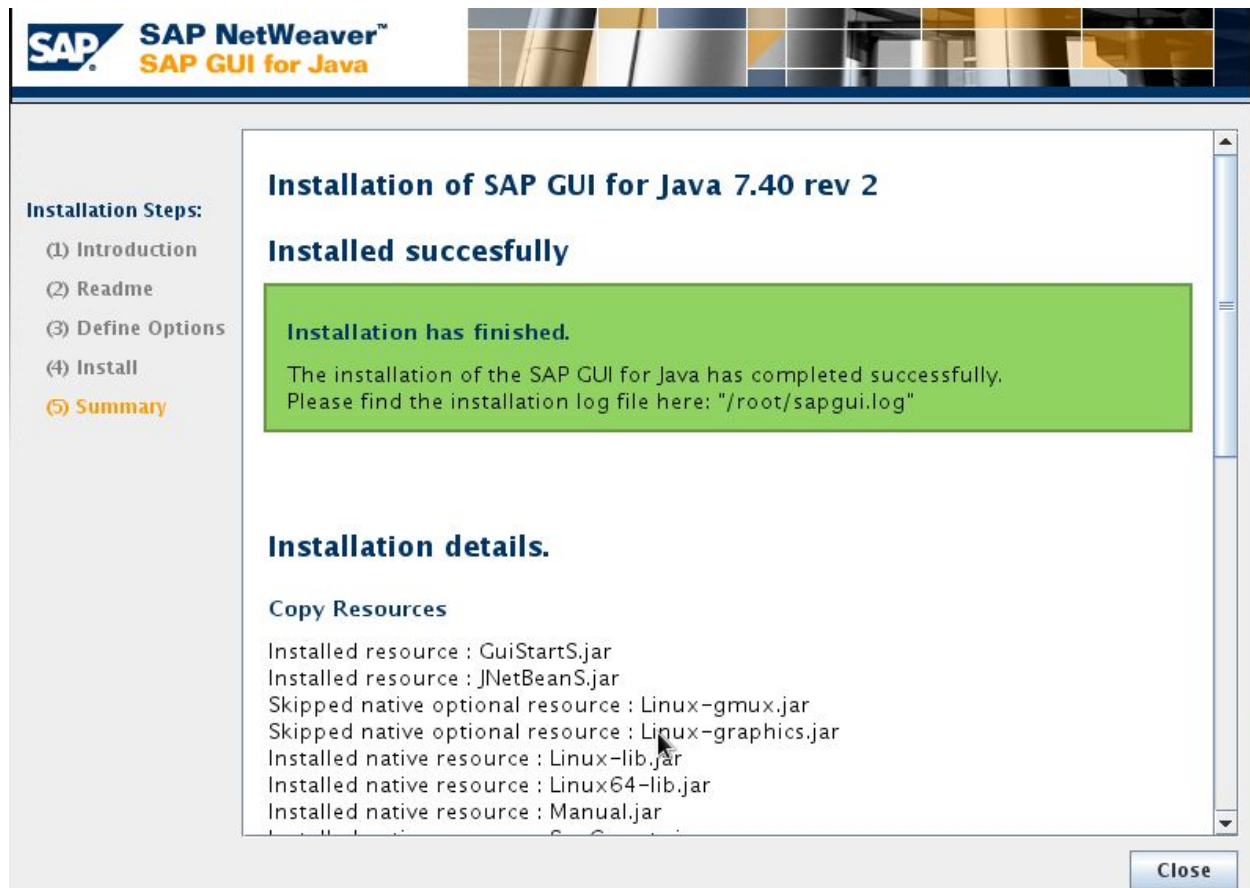 SAP
SAP NetWeaver™
SAP GUI for Java
Installation Steps:
(1) Introduction
(2) Readme
(3) Define Options
(4) Install
(5) Summary
Installation of SAP GUI for Java 7.40 rev 2
Installed succesfully
Installation has finished.
The installation of the SAP GUI for Java has completed successfully.
Please find the installation log file here: "/root/sapgui.log"
Installation details.
Copy Resources
Installed resource : GuiStartS.jar
Installed resource : JNetBeanS.jar
Skipped native optional resource : Linux-gmux.jar
Skipped native optional resource : Linux-graphics.jar
Installed native resource : Linux-lib.jar
Installed native resource : Linux64-lib.jar
Installed native resource : Manual.jar
Close